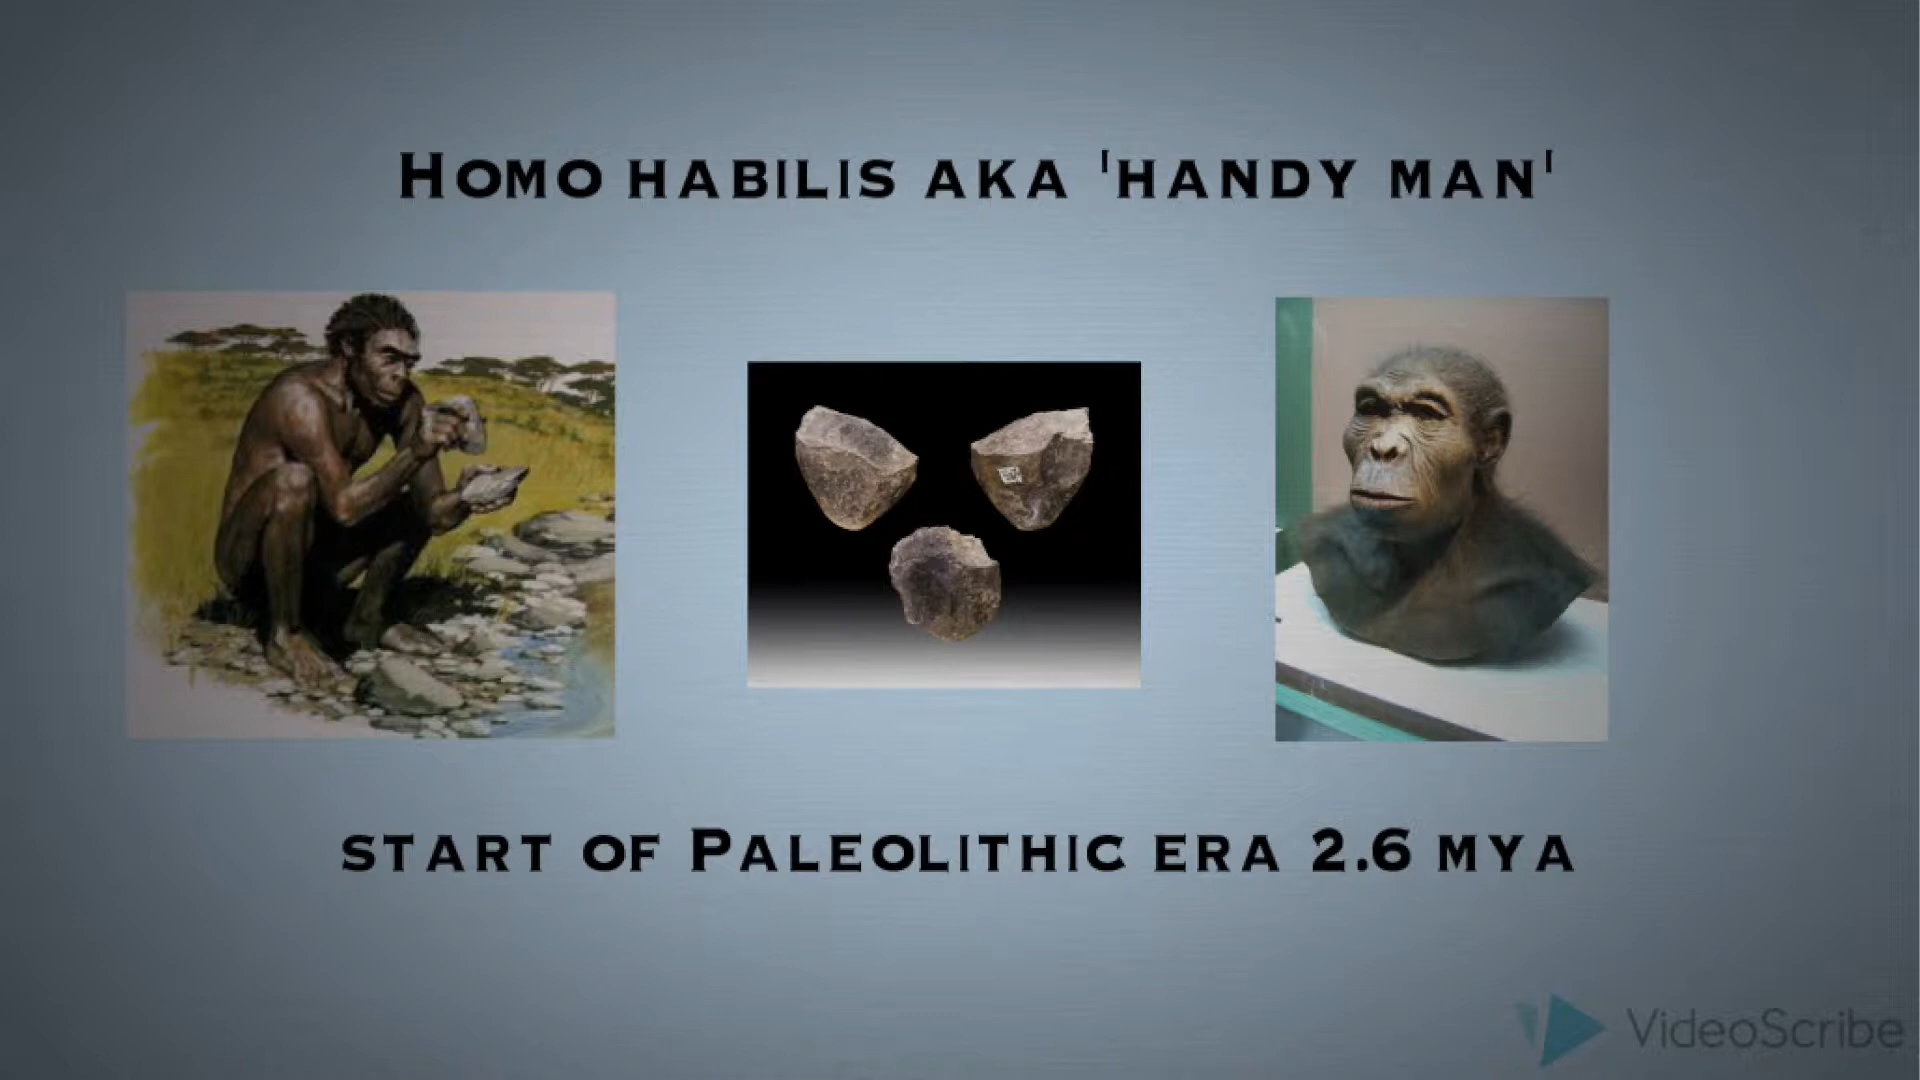 Homo habilis aka 'handy man'
start of Paleolithic era 2.6 mya
VideoScribe